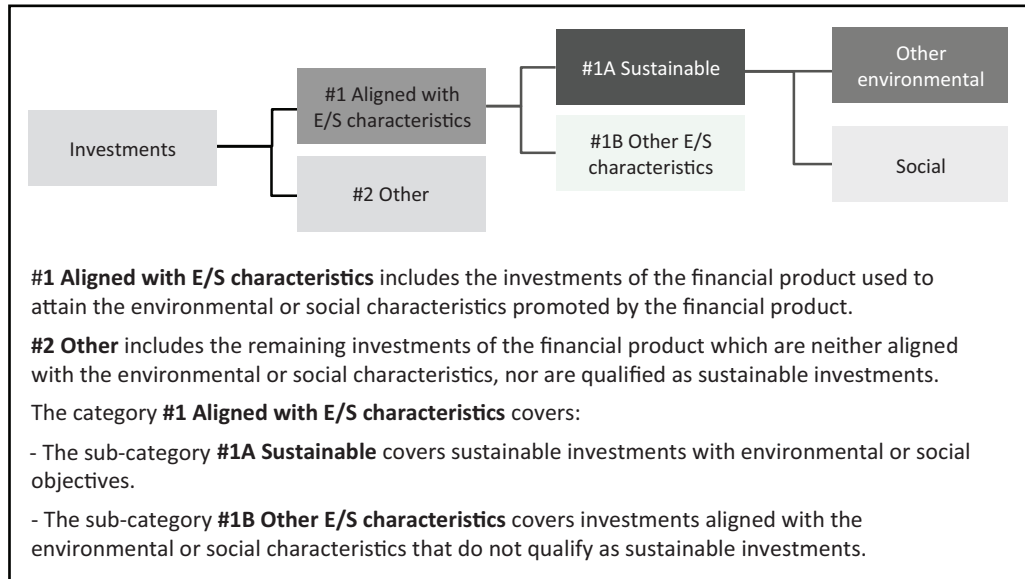 Investments
#1 Aligned with
E/S characteristics
#2 Other
#1A Sustainable
#1B Other E/S
characteristics
Other
environmental
Social
#1 Aligned with E/S characteristics includes the investments of the financial product used to
attain the environmental or social characteristics promoted by the financial product.
#2 Other includes the remaining investments of the financial product which are neither aligned
with the environmental or social characteristics, nor are qualified as sustainable investments.
The category #1 Aligned with E/S characteristics covers:
- The sub-category #1A Sustainable covers sustainable investments with environmental or social
objectives.
- The sub-category #1B Other E/S characteristics covers investments aligned with the
environmental or social characteristics that do not qualify as sustainable investments.